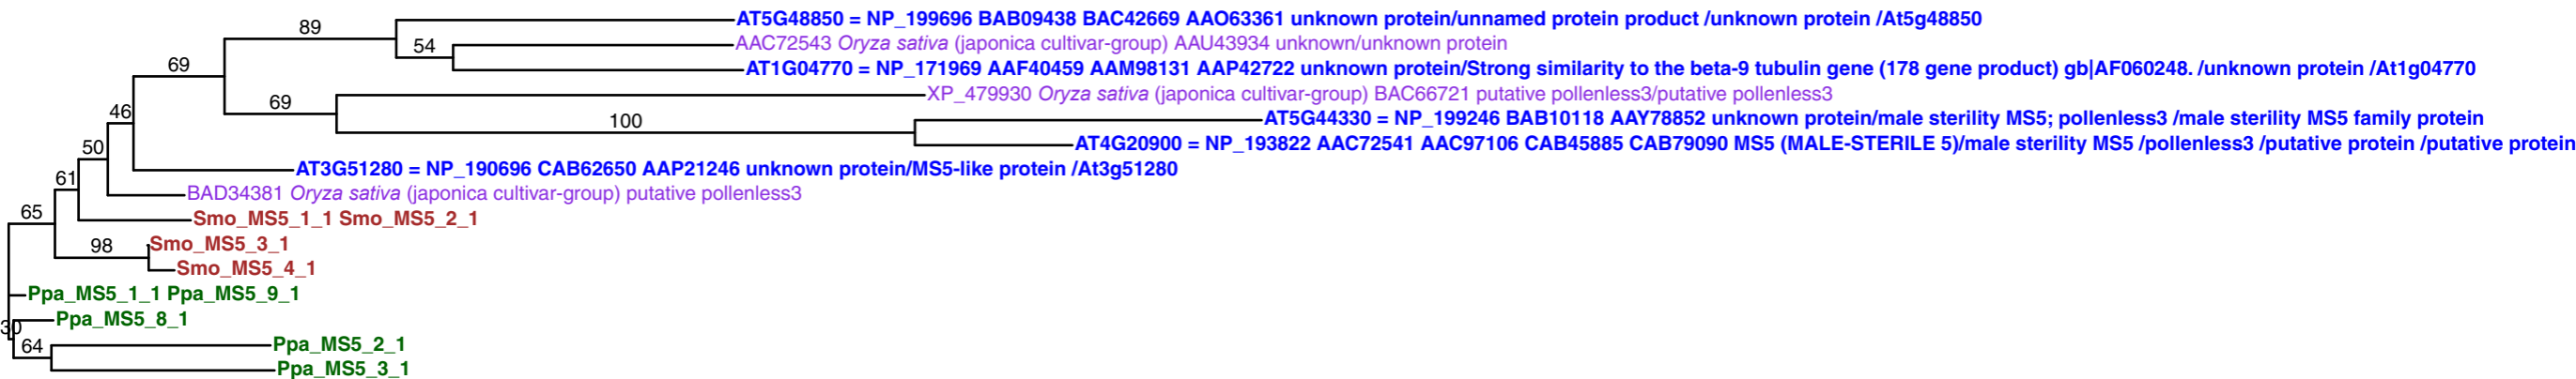 89
AT5G48850 = NP_199696 BAB09438 BAC42669 AAO63361 unknown protein/unnamed protein product /unknown protein /At5g48850
54
AAC72543 Oryza sativa (japonica cultivar-group) AAU43934 unknown/unknown protein
69
AT1G04770 = NP_171969 AAF40459 AAM98131 AAP42722 unknown protein/Strong similarity to the beta-9 tubulin gene (178 gene product) gb|AF060248. /unknown protein /At1g04770
69
XP_479930 Oryza sativa (japonica cultivar-group) BAC66721 putative pollenless3/putative pollenless3
46
100
AT5G44330 = NP_199246 BAB10118 AAY78852 unknown protein/male sterility MS5; pollenless3 /male sterility MS5 family protein
AT4G20900 = NP_193822 AAC72541 AAC97106 CAB45885 CAB79090 MS5 (MALE-STERILE 5)/male sterility MS5 /pollenless3 /putative protein /putative protein
50
AT3G51280 = NP_190696 CAB62650 AAP21246 unknown protein/MS5-like protein /At3g51280
61
BAD34381 Oryza sativa (japonica cultivar-group) putative pollenless3
65
Smo_MS5_1_1 Smo_MS5_2_1
98
Smo_MS5_3_1
Smo_MS5_4_1
Ppa_MS5_1_1 Ppa_MS5_9_1
30
Ppa_MS5_8_1
64
Ppa_MS5_2_1
Ppa_MS5_3_1